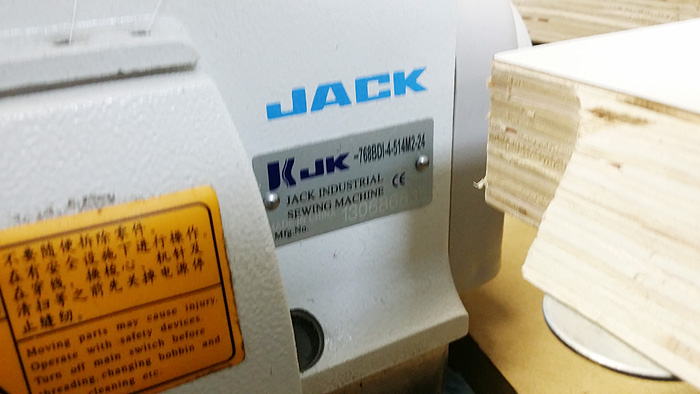 JACK
JK -768BDI-4-514M2-24
JACK INDUSTRIAL
SEWING MACHINE CE
Mfg.No.
不要随便拆除零件,
在有安全设施下进行操作,
在穿线、换梭心、机针及
清扫等之前先关掉电源停
止缝纫。
Moving parts may cause injury.
Operate with safety devices.
Turn off main switch before
threading,changing bobbin and
cleaning etc.